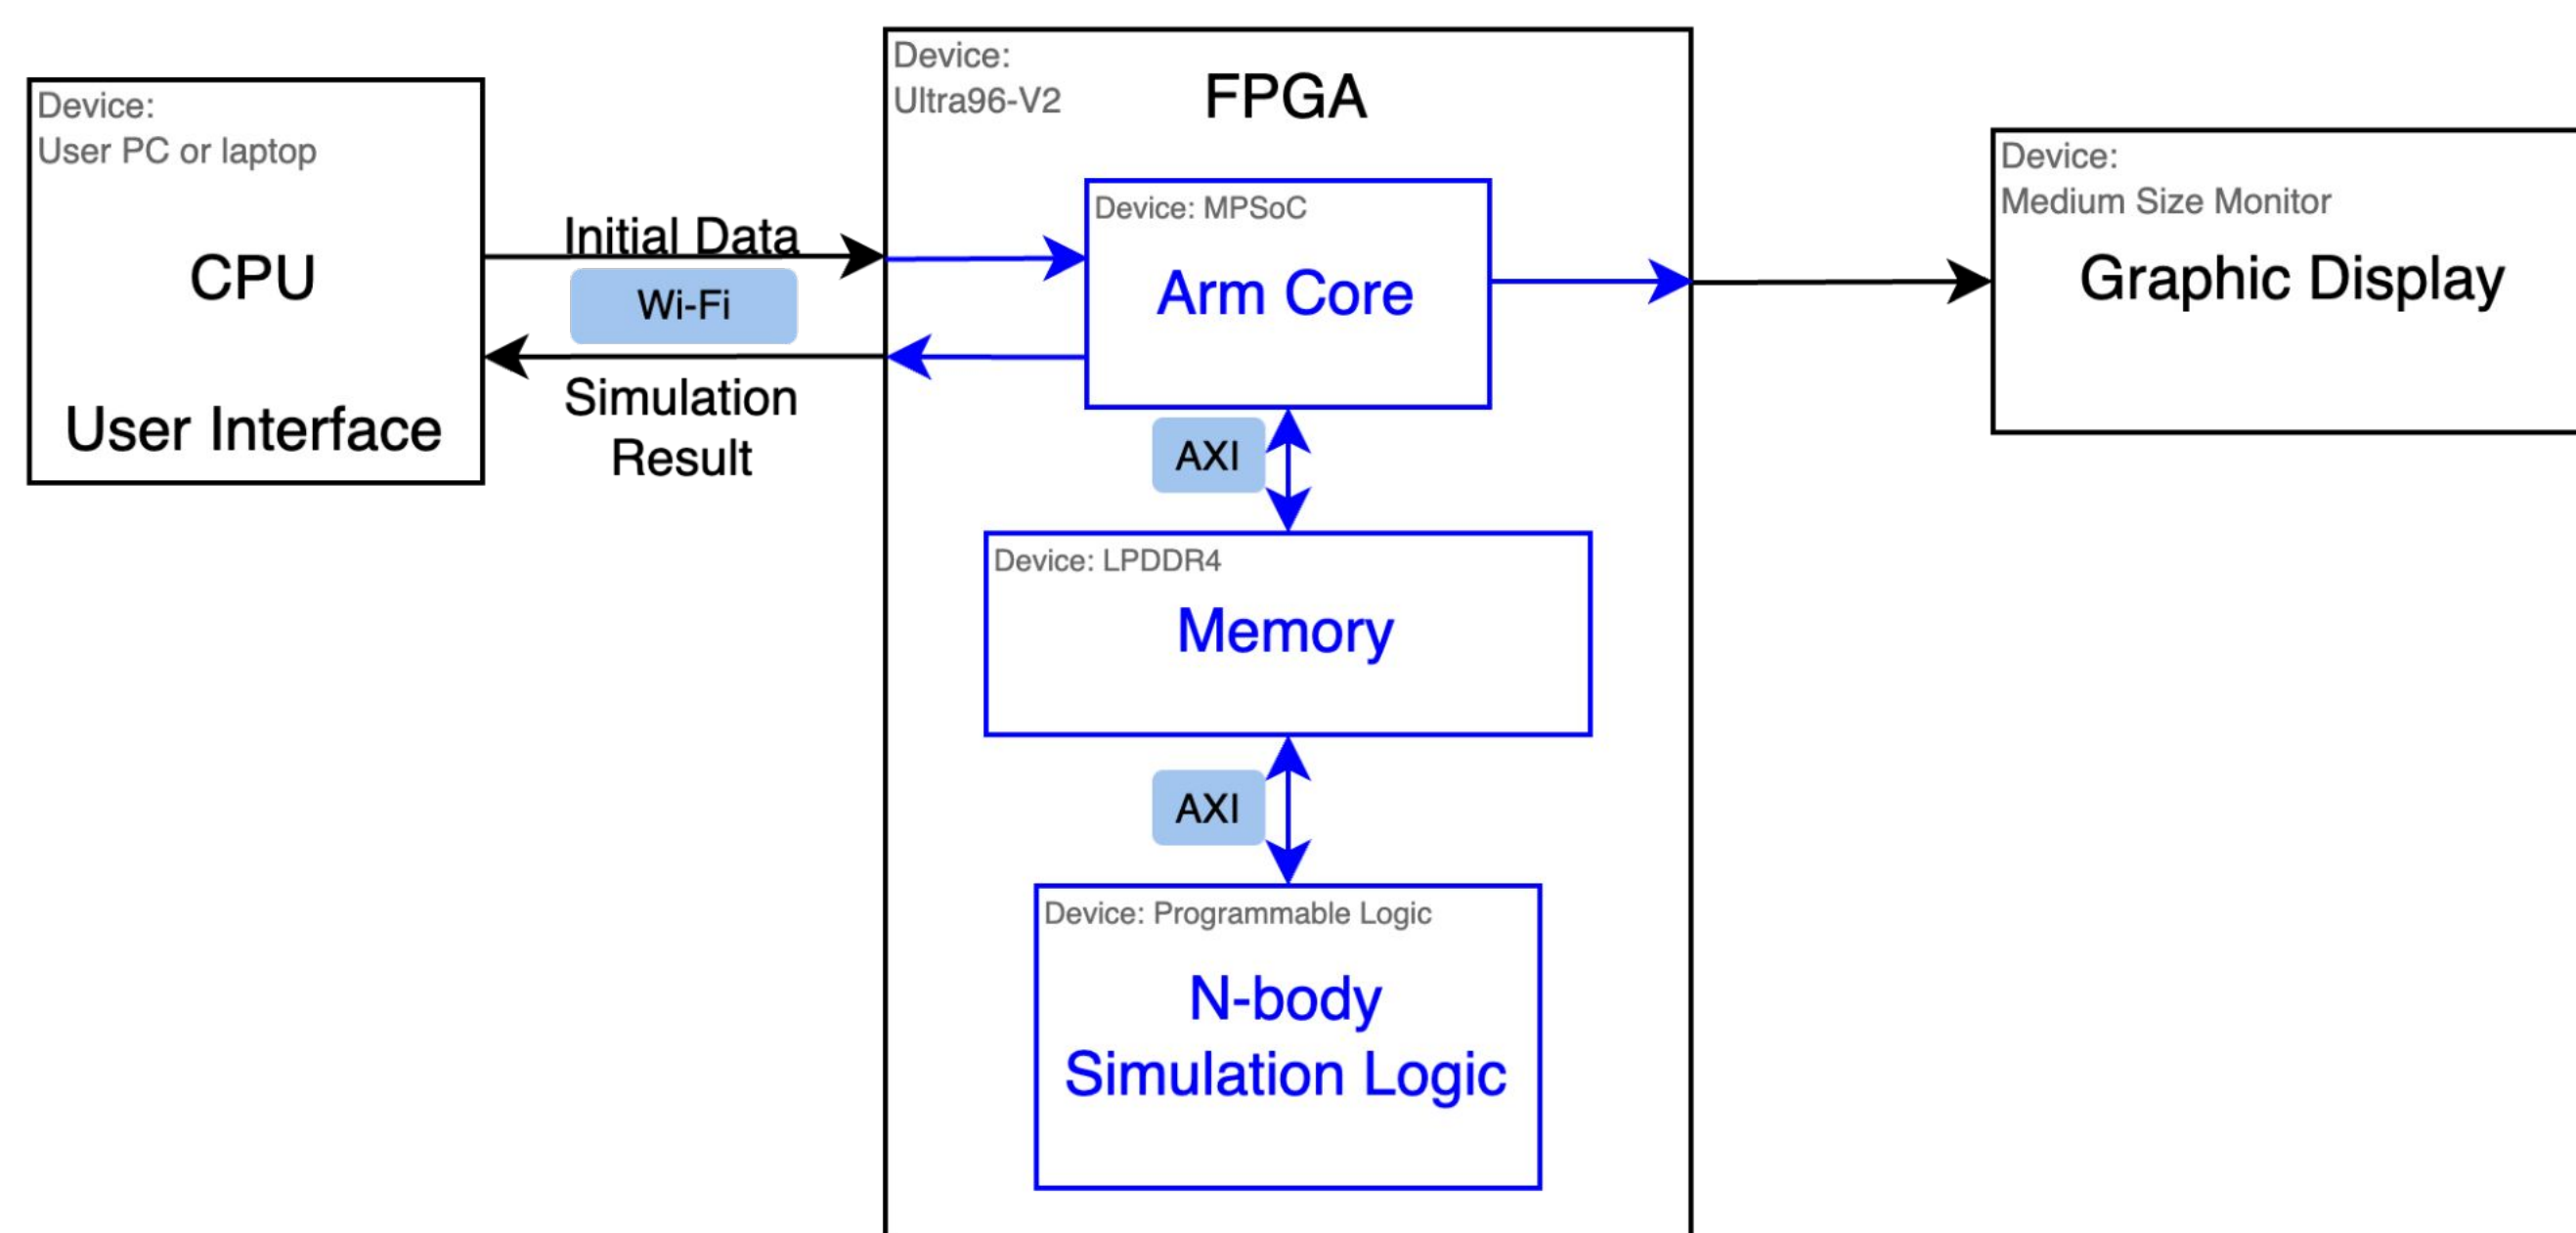 Device:
User PC or laptop
CPU
User Interface
Initial Data
Wi-Fi
Simulation
Result
Device:
Ultra96-V2
FPGA
Device: MPSoC
Arm Core
AXI
Device: LPDDR4
Memory
AXI
Device: Programmable Logic
N-body
Simulation Logic
Device:
Medium Size Monitor
Graphic Display